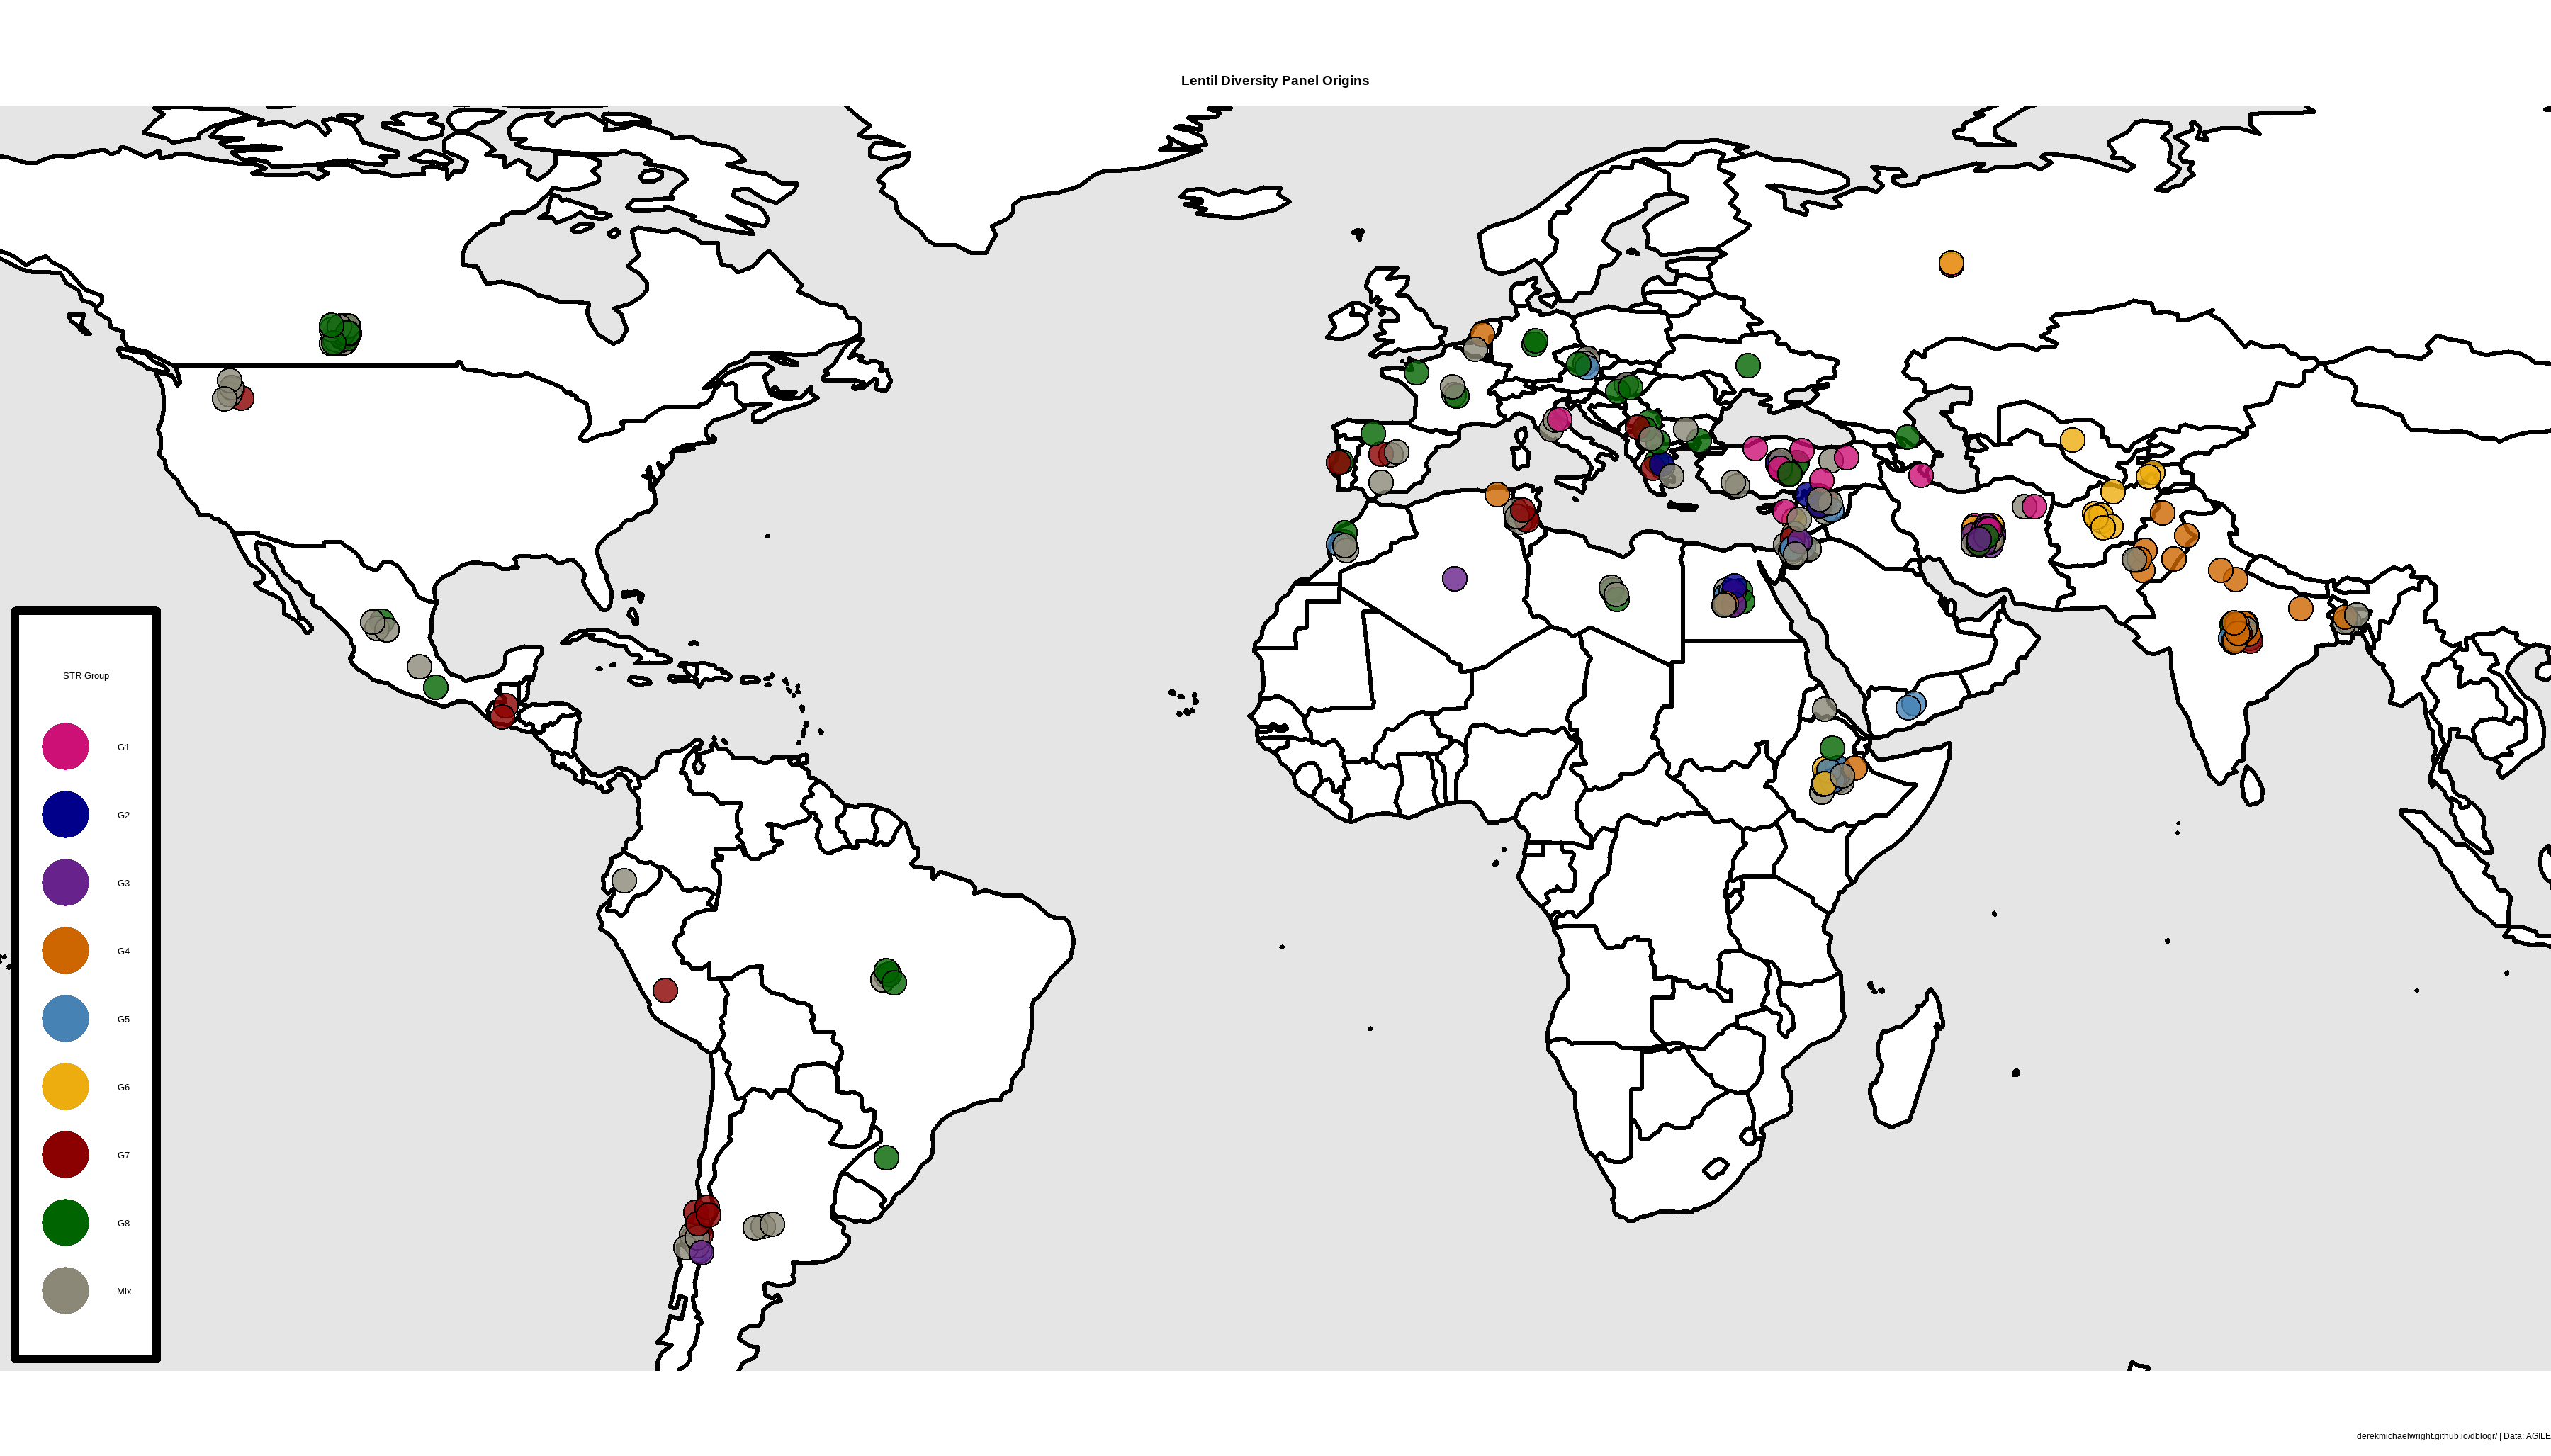 Lentil Diversity Panel Origins
STR Group
G1
G2
G3
G4
G5
G6
G7
G8
Mix
derekmichaelwright.github.io/dblogr/ | Data: AGILE